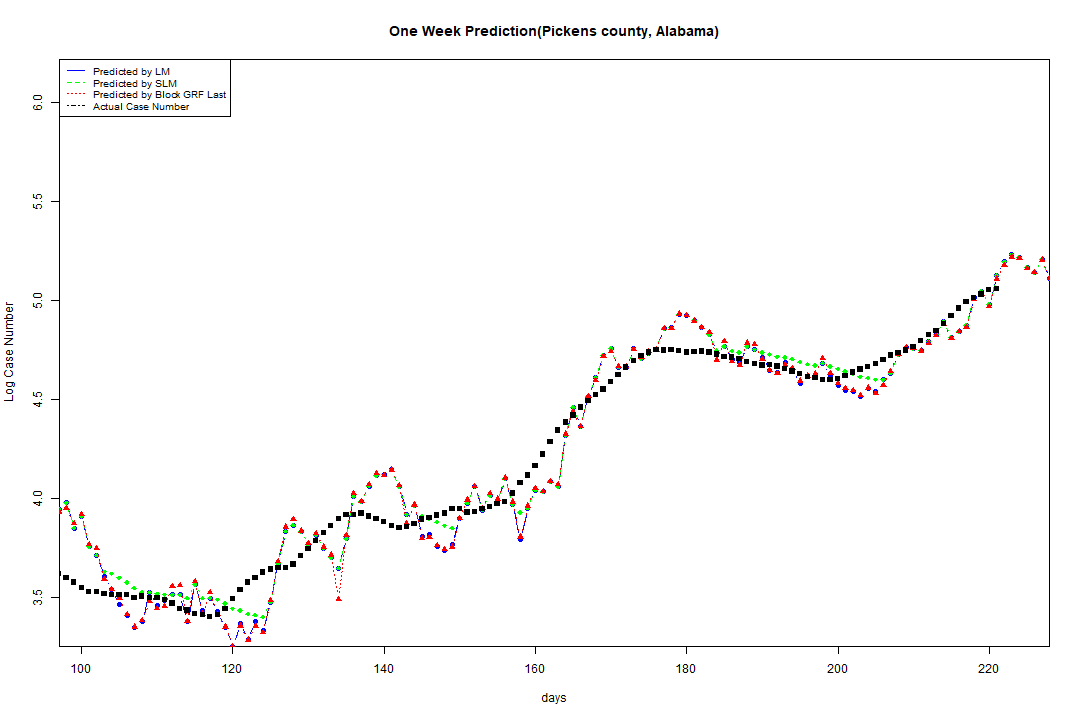 One Week Prediction(Pickens county, Alabama)
Predicted by LM
Predicted by SLM
Predicted by Block GRF Last
Actual Case Number
Log Case Number
6.0
5.5
5.0
4.5
4.0
3.5
100 120 140 160 180 200 220
days